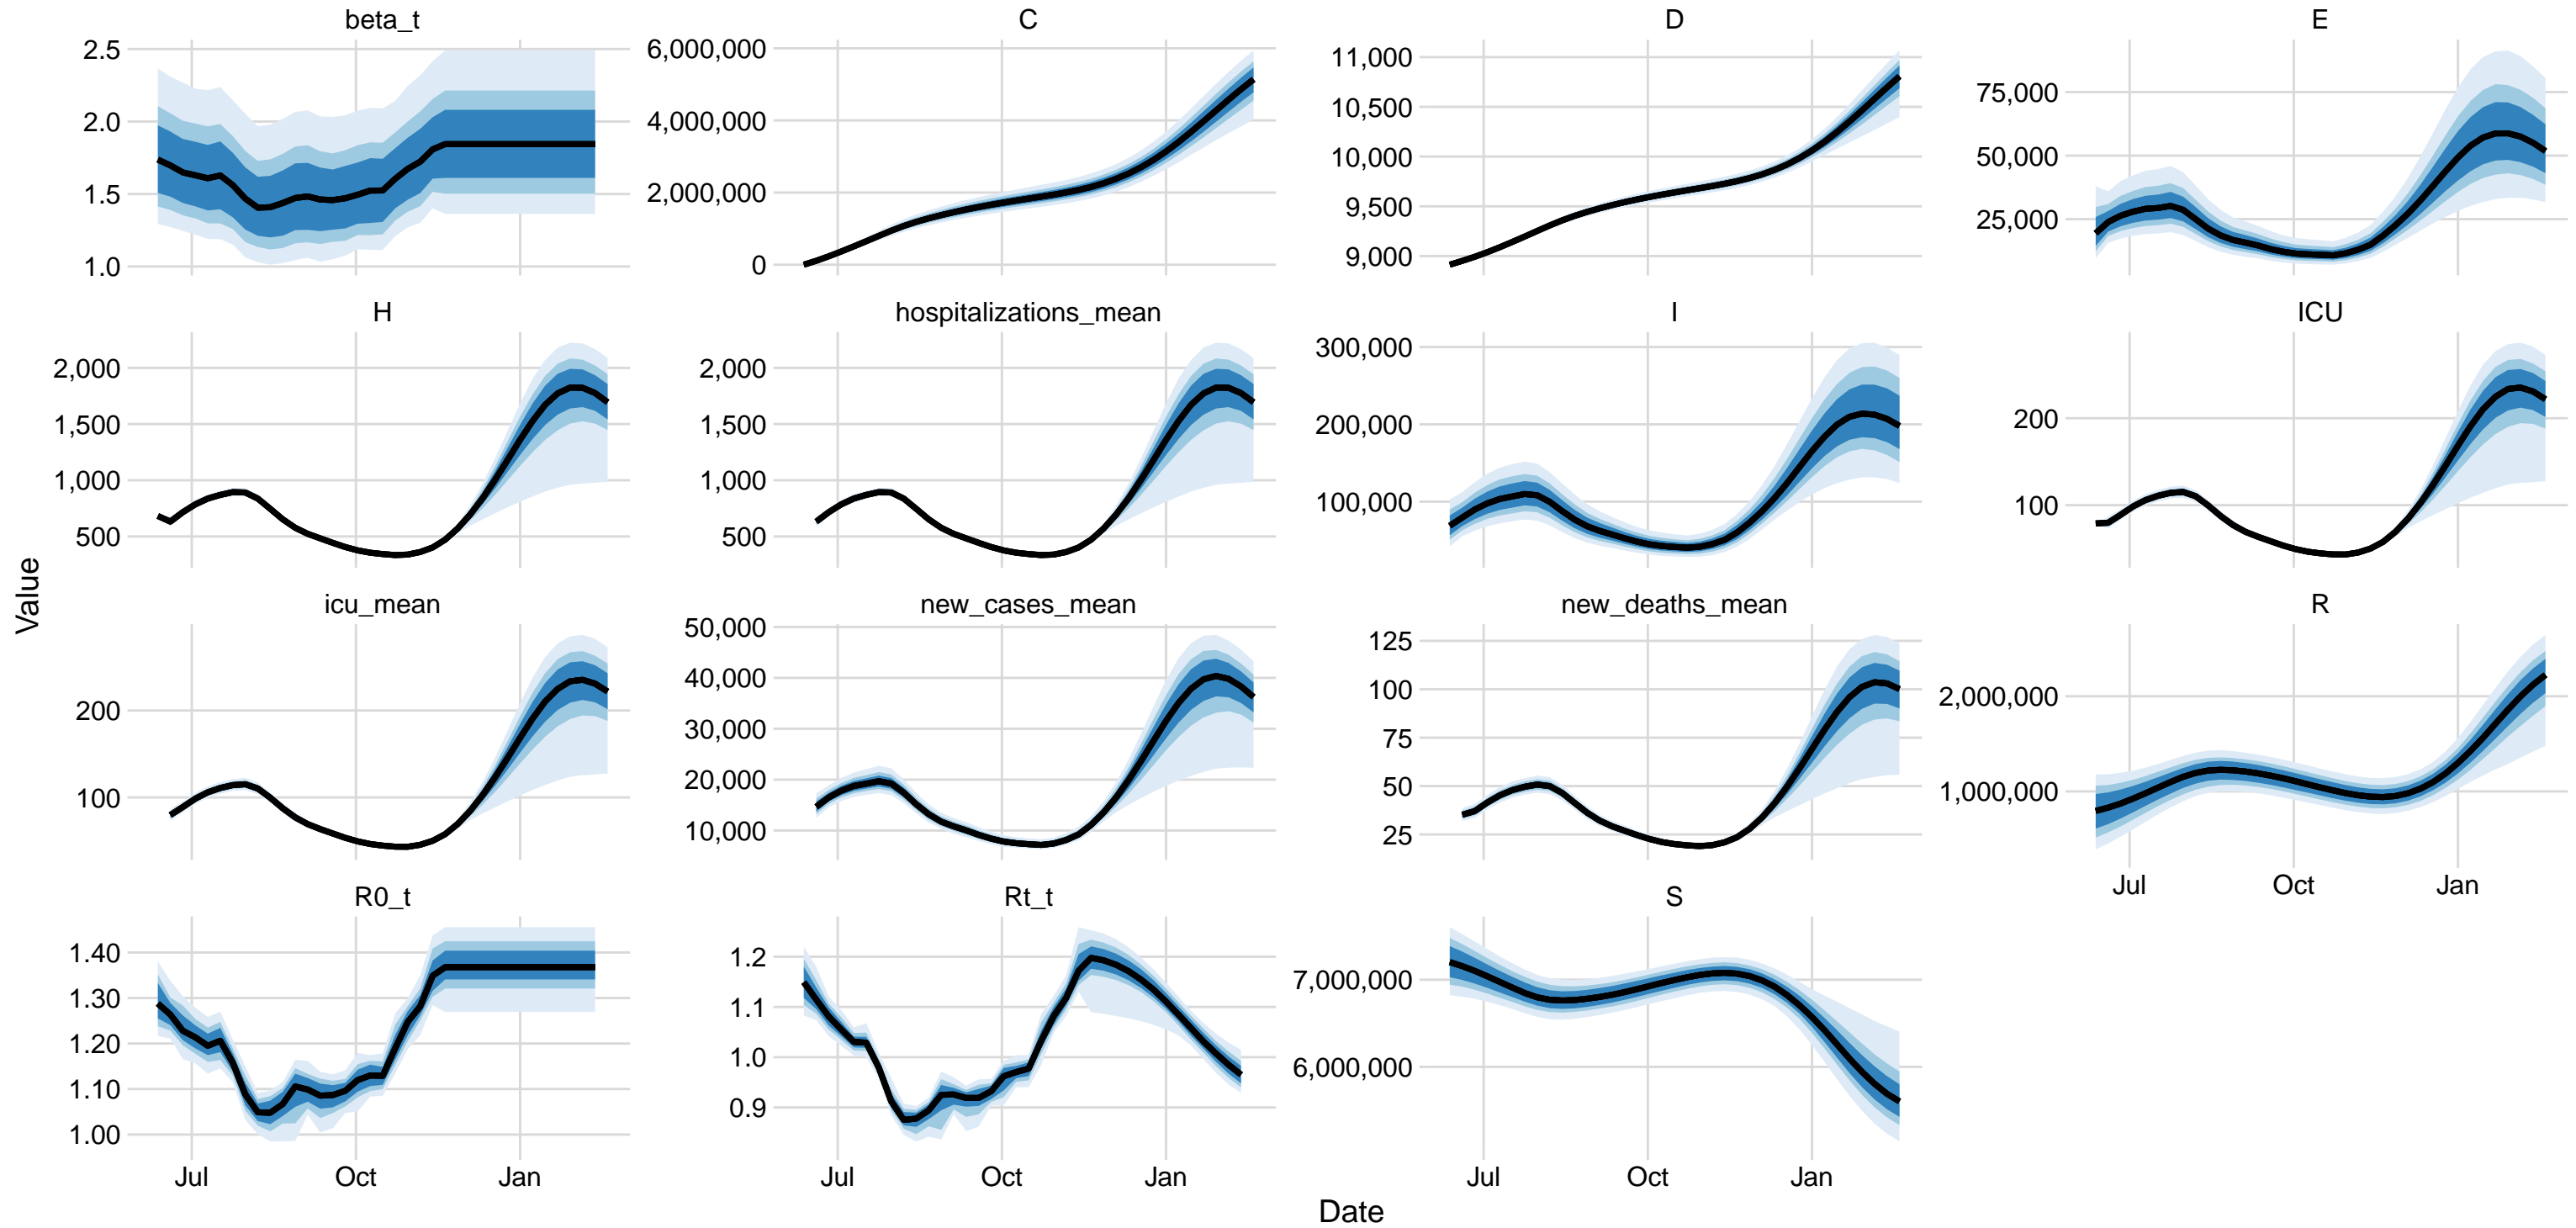 beta_t
C
D
E
2.5
2.0
1.5
1.0
6,000,000
4,000,000
2,000,000
0
11,000
10,500
10,000
9,500
9,000
75,000
50,000
25,000
H
hospitalizations_mean
I
ICU
2,000
1,500
1,000
500
2,000
1,500
1,000
500
300,000
200,000
100,000
200
100
Value
icu_mean
new_cases_mean
new_deaths_mean
R
200
100
50,000
40,000
30,000
20,000
10,000
125
100
75
50
25
2,000,000
1,000,000
Jul Oct Jan
R0_t
Rt_t
S
1.40
1.30
1.20
1.10
1.00
1.2
1.1
1.0
0.9
7,000,000
6,000,000
Jul Oct Jan
Jul Oct Jan
Jul Oct Jan
Date